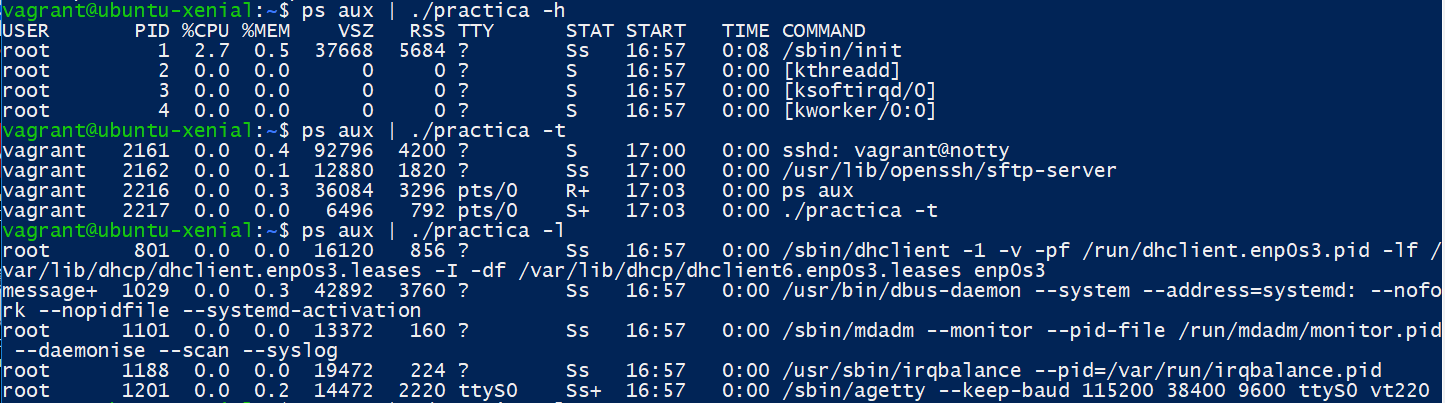 vagrant@ubuntu-xenial:~$ ps aux | ./practica -h
USER       PID %CPU %MEM    VSZ   RSS TTY      STAT START   TIME COMMAND
root         1  2.7  0.5  37668  5684 ?        Ss   16:57   0:08 /sbin/init
root         2  0.0  0.0      0     0 ?        S    16:57   0:00 [kthreadd]
root         3  0.0  0.0      0     0 ?        S    16:57   0:00 [ksoftirqd/0]
root         4  0.0  0.0      0     0 ?        S    16:57   0:00 [kworker/0:0]
vagrant@ubuntu-xenial:~$ ps aux | ./practica -t
vagrant   2161  0.0  0.4  92796  4200 ?        S    17:00   0:00 sshd: vagrant@notty
vagrant   2162  0.0  0.1  12880  1820 ?        Ss   17:00   0:00 /usr/lib/openssh/sftp-server
vagrant   2216  0.0  0.3  36084  3296 pts/0    R+   17:03   0:00 ps aux
vagrant   2217  0.0  0.0   6496   792 pts/0    S+   17:03   0:00 ./practica -t
vagrant@ubuntu-xenial:~$ ps aux | ./practica -l
root       801  0.0  0.0  16120   856 ?        Ss   16:57   0:00 /sbin/dhclient -1 -v -pf /run/dhclient.enp0s3.pid -lf /
var/lib/dhcp/dhclient.enp0s3.leases -I -df /var/lib/dhcp/dhclient6.enp0s3.leases enp0s3
message+  1029  0.0  0.3  42892  3760 ?        Ss   16:57   0:00 /usr/bin/dbus-daemon --system --address=systemd: --nofo
rk --nopidfile --systemd-activation
root      1101  0.0  0.0  13372   160 ?        Ss   16:57   0:00 /sbin/mdadm --monitor --pid-file /run/mdadm/monitor.pid
 --daemonise --scan --syslog
root      1188  0.0  0.0  19472   224 ?        Ss   16:57   0:00 /usr/sbin/irqbalance --pid=/var/run/irqbalance.pid
root      1201  0.0  0.2  14472  2220 ttyS0    Ss+  16:57   0:00 /sbin/agetty --keep-baud 115200 38400 9600 ttyS0 vt220